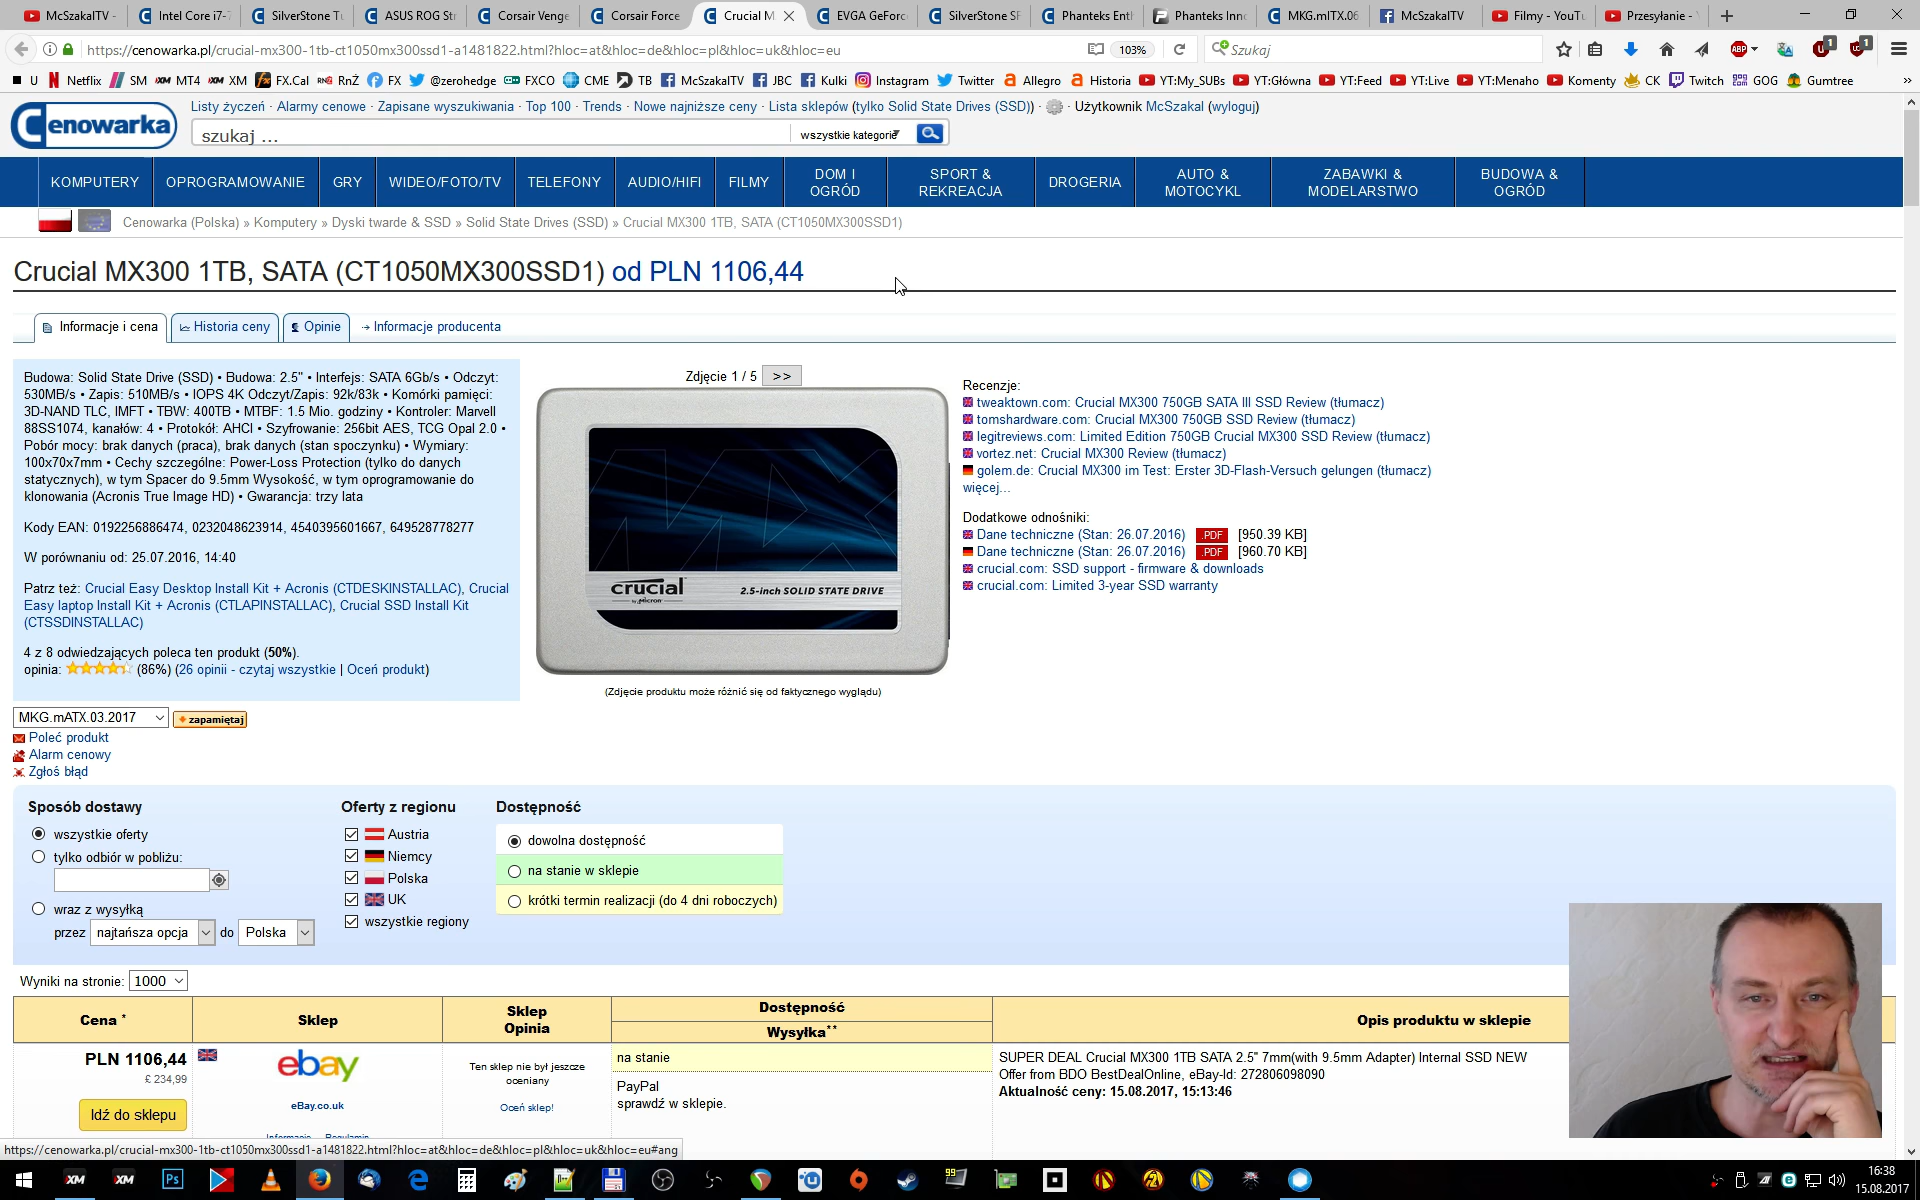 McSzakalTV -
Intel Core i7-7
SilverStone Tu
ASUS ROG Str
Corsair Venge
Corsair Force
Crucial M
EVGA GeForc
SilverStone SF
Phanteks Enth
Phanteks Inno
MKG.mITX.06
McSzakalTV
Filmy - YouTu
Przesyłanie - Y
https://cenowarka.pl/crucial-mx300-1tb-ct1050mx300ssd1-a1481822.html?hloc=at&hloc=de&hloc=pl&hloc=uk&hloc=eu
103%
Szukaj
U Netflix SM MT4 XM FX.Cal RnŻ FX @zerohedge FXCO CME TB McSzakalTV JBC Kulki Instagram Twitter Allegro Historia YT:My_SUBs YT:Główna YT:Feed YT:Live YT:Menaho Komenty CK Twitch GOG Gumtree
Cenowarka
Listy życzeń · Alarmy cenowe · Zapisane wyszukiwania · Top 100 · Trends · Nowe najniższe ceny · Lista sklepów (tylko Solid State Drives (SSD)) · Użytkownik McSzakal (wyloguj)
szukaj ...
wszystkie kategorie
KOMPUTERY
OPROGRAMOWANIE
GRY
WIDEO/FOTO/TV
TELEFONY
AUDIO/HIFI
FILMY
DOM I OGRÓD
SPORT & REKREACJA
DROGERIA
AUTO & MOTOCYKL
ZABAWKI & MODELARSTWO
BUDOWA & OGRÓD
Cenowarka (Polska) » Komputery » Dyski twarde & SSD » Solid State Drives (SSD) » Crucial MX300 1TB, SATA (CT1050MX300SSD1)
Crucial MX300 1TB, SATA (CT1050MX300SSD1) od PLN 1106,44
Informacje i cena
Historia ceny
Opinie
→ Informacje producenta
Budowa: Solid State Drive (SSD) • Budowa: 2.5" • Interfejs: SATA 6Gb/s • Odczyt:
530MB/s • Zapis: 510MB/s • IOPS 4K Odczyt/Zapis: 92k/83k • Komórki pamięci:
3D-NAND TLC, IMFT • TBW: 400TB • MTBF: 1.5 Mio. godziny • Kontroler: Marvell
88SS1074, kanałów: 4 • Protokół: AHCI • Szyfrowanie: 256bit AES, TCG Opal 2.0 •
Pobór mocy: brak danych (praca), brak danych (stan spoczynku) • Wymiary:
100x70x7mm • Cechy szczególne: Power-Loss Protection (tylko do danych
statycznych), w tym Spacer do 9.5mm Wysokość, w tym oprogramowanie do
klonowania (Acronis True Image HD) • Gwarancja: trzy lata
Kody EAN: 0192256886474, 0232048623914, 4540395601667, 649528778277
W porównaniu od: 25.07.2016, 14:40
Patrz też: Crucial Easy Desktop Install Kit + Acronis (CTDESKINSTALLAC), Crucial
Easy laptop Install Kit + Acronis (CTLAPINSTALLAC), Crucial SSD Install Kit
(CTSSDINSTALLAC)
4 z 8 odwiedzających poleca ten produkt (50%).
opinia: (86%) (26 opinii - czytaj wszystkie | Oceń produkt)
Zdjęcie 1 / 5 >>
crucial
by Micron
2.5-inch SOLID STATE DRIVE
(Zdjęcie produktu może różnić się od faktycznego wyglądu)
Recenzje:
tweaktown.com: Crucial MX300 750GB SATA III SSD Review (tłumacz)
tomshardware.com: Crucial MX300 750GB SSD Review (tłumacz)
legitreviews.com: Limited Edition 750GB Crucial MX300 SSD Review (tłumacz)
vortez.net: Crucial MX300 Review (tłumacz)
golem.de: Crucial MX300 im Test: Erster 3D-Flash-Versuch gelungen (tłumacz)
więcej...
Dodatkowe odnośniki:
Dane techniczne (Stan: 26.07.2016) .PDF [950.39 KB]
Dane techniczne (Stan: 26.07.2016) .PDF [960.70 KB]
crucial.com: SSD support - firmware & downloads
crucial.com: Limited 3-year SSD warranty
MKG.mATX.03.2017
+ zapamiętaj
Poleć produkt
Alarm cenowy
Zgłoś błąd
Sposób dostawy
wszystkie oferty
tylko odbiór w pobliżu:
wraz z wysyłką
przez najtańsza opcja do Polska
Oferty z regionu
Austria
Niemcy
Polska
UK
wszystkie regiony
Dostępność
dowolna dostępność
na stanie w sklepie
krótki termin realizacji (do 4 dni roboczych)
Wyniki na stronie: 1000
Cena *
Sklep
Sklep Opinia
Dostępność
Wysyłka**
Opis produktu w sklepie
PLN 1106,44
£ 234,99
Idź do sklepu
ebay
eBay.co.uk
Informacje Regulamin
Ten sklep nie był jeszcze
oceniany
Oceń sklep!
na stanie
PayPal
sprawdź w sklepie.
SUPER DEAL Crucial MX300 1TB SATA 2.5" 7mm(with 9.5mm Adapter) Internal SSD NEW
Offer from BDO BestDealOnline, eBay-Id: 272806098090
Aktualność ceny: 15.08.2017, 15:13:46
https://cenowarka.pl/crucial-mx300-1tb-ct1050mx300ssd1-a1481822.html?hloc=at&hloc=de&hloc=pl&hloc=uk&hloc=eu#ang
16:38
15.08.2017